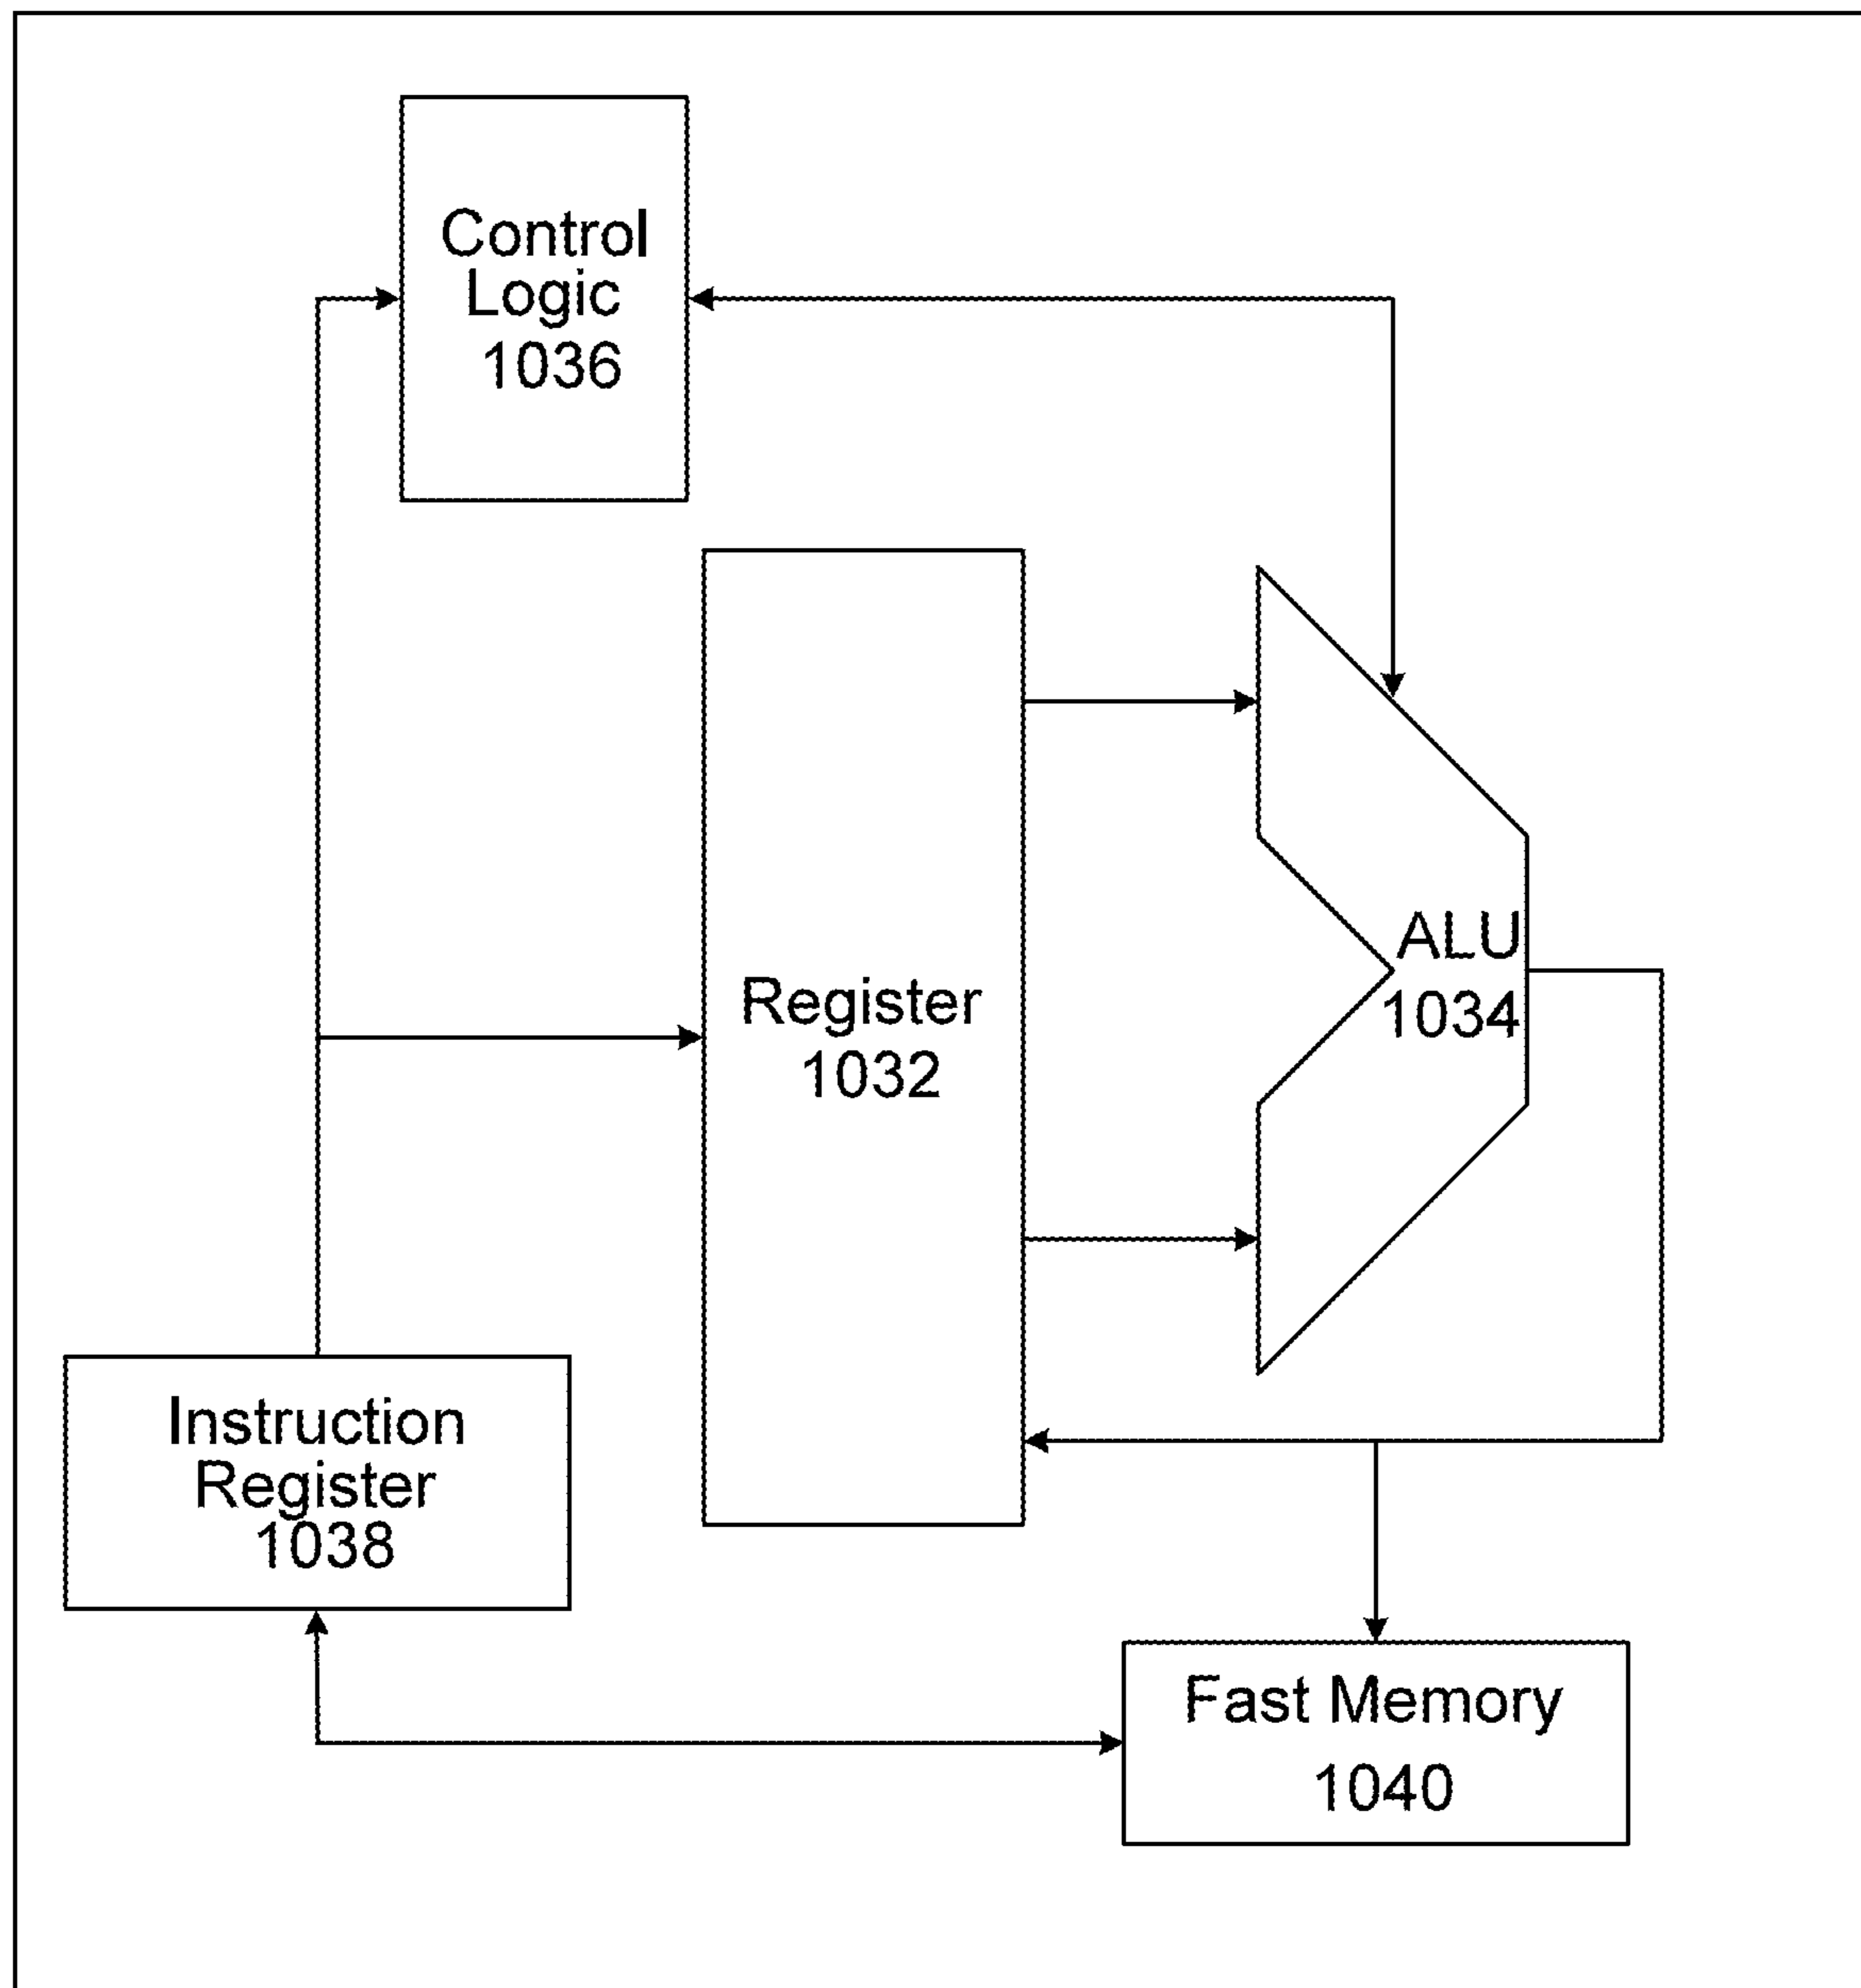 Control
Logic
1036
ALU
1034
Register
1032
Instruction
Register
1038
Fast Memory
1040